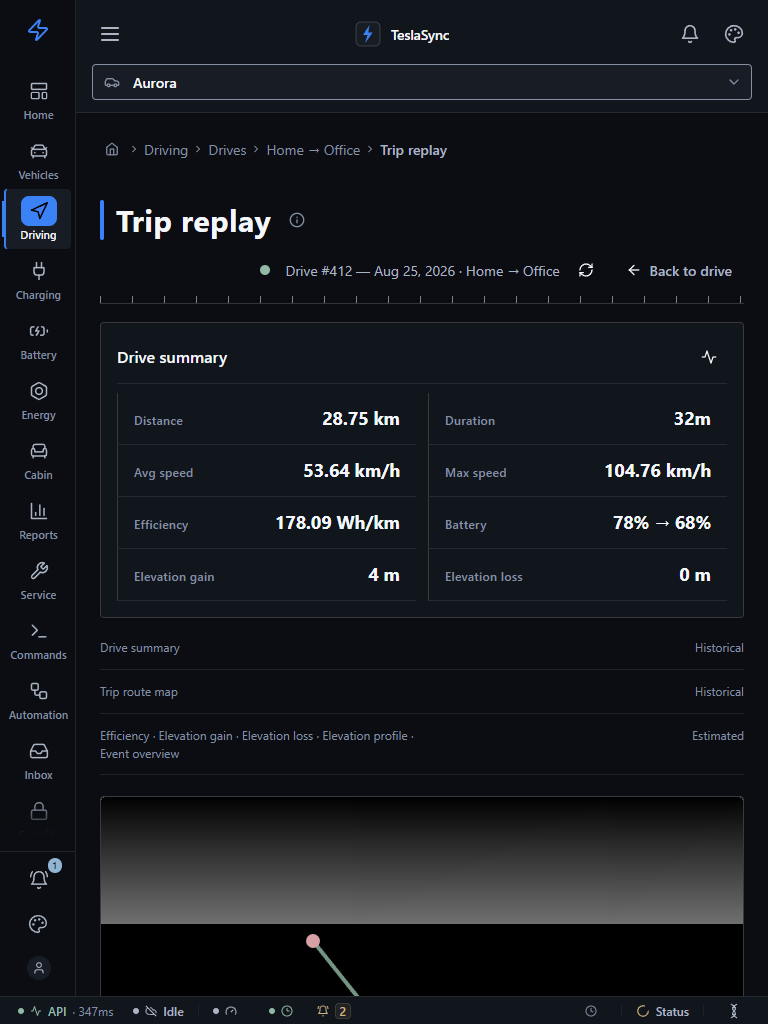 TeslaSync
Aurora
Home
Vehicles
Driving
Charging
Battery
Energy
Cabin
Reports
Service
Commands
Automation
Inbox
1
Driving > Drives > Home → Office > Trip replay
Trip replay
Drive #412 — Aug 25, 2026 · Home → Office
Back to drive
Drive summary
Distance 28.75 km
Duration 32m
Avg speed 53.64 km/h
Max speed 104.76 km/h
Efficiency 178.09 Wh/km
Battery 78% → 68%
Elevation gain 4 m
Elevation loss 0 m
Drive summary Historical
Trip route map Historical
Efficiency · Elevation gain · Elevation loss · Elevation profile · Estimated
Event overview
API · 347ms Idle 2 Status